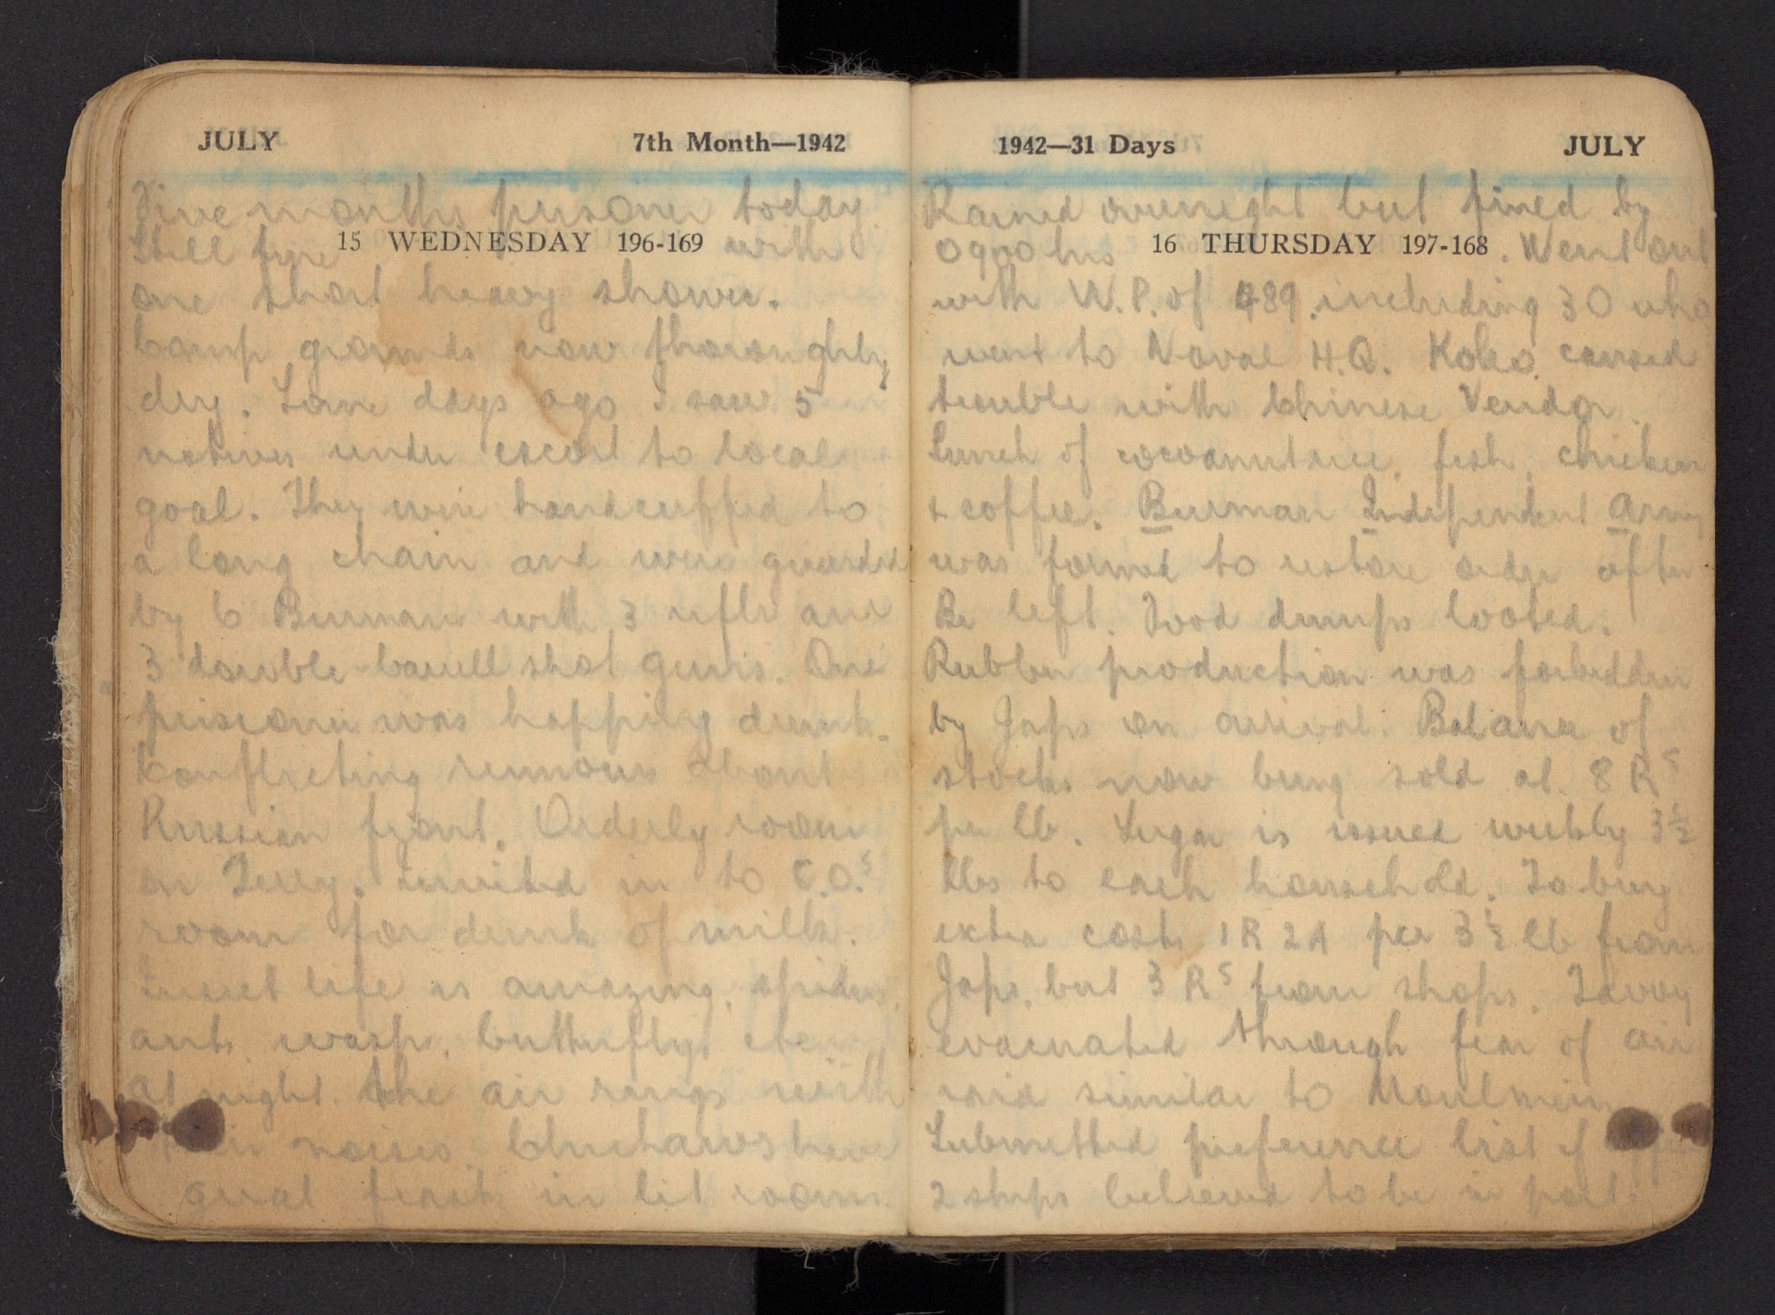 JULY 7th Month—1942
Five months prisoner today
Still fine 15 WEDNESDAY 196-169 with
one short heavy shower.
Camp grounds now thoroughly
dry. Some days ago I saw 5
natives under escort to local
goal. They were handcuffed to
a long chain and were guarded
by 6 Burman with 3 rifls and
3 double-barell shot guns. One
prisoner was happily drunk.
Conflicting rumours about
Russian front. Orderly room
on Terry. invited in to C.O.s
room for drink of milk.
Insect life is amazing, spiders,
ants, wasps, butterflys etc
At night the air rings with
their noises. Chichaws have
great feast in lit rooms.
1942—31 Days JULY
Rained overnight but fined by
0900 hrs 16 THURSDAY 197-168. Went out
with W.P. of 489 including 30 who
went to Naval H.Q. Kobo caused
trouble with Chinese Vendor.
Lunch of cocoanut rice, fish, chicken
& coffee. Burman Independent Army
was formed to restore order after
Br left. Food dumps looted.
Rubber production was forbidden
by Japs on arrival. Balance of
stocks now being sold at 8 Rs
per lb. Sugar is issued weekly 3½
lbs to each household. To buy
extra costs 1R 2A per 3½ lb from
Japs, but 3 Rs from shops. Tavoy
evacuated through fear of air
raid similar to Moulmein
Submitted preference list of
2 ships believed to be in port.